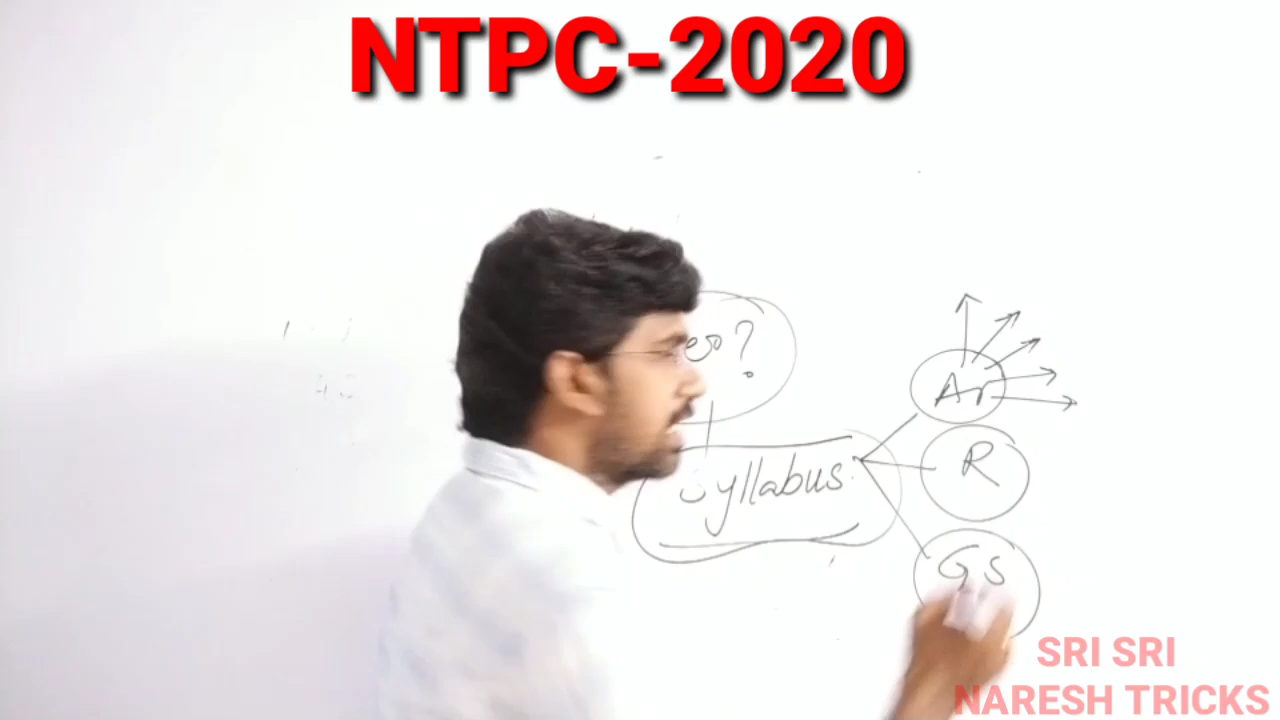 NTPC-2020
?
Ar
R
Syllabus
GS
SRI SRI
NARESH TRICKS